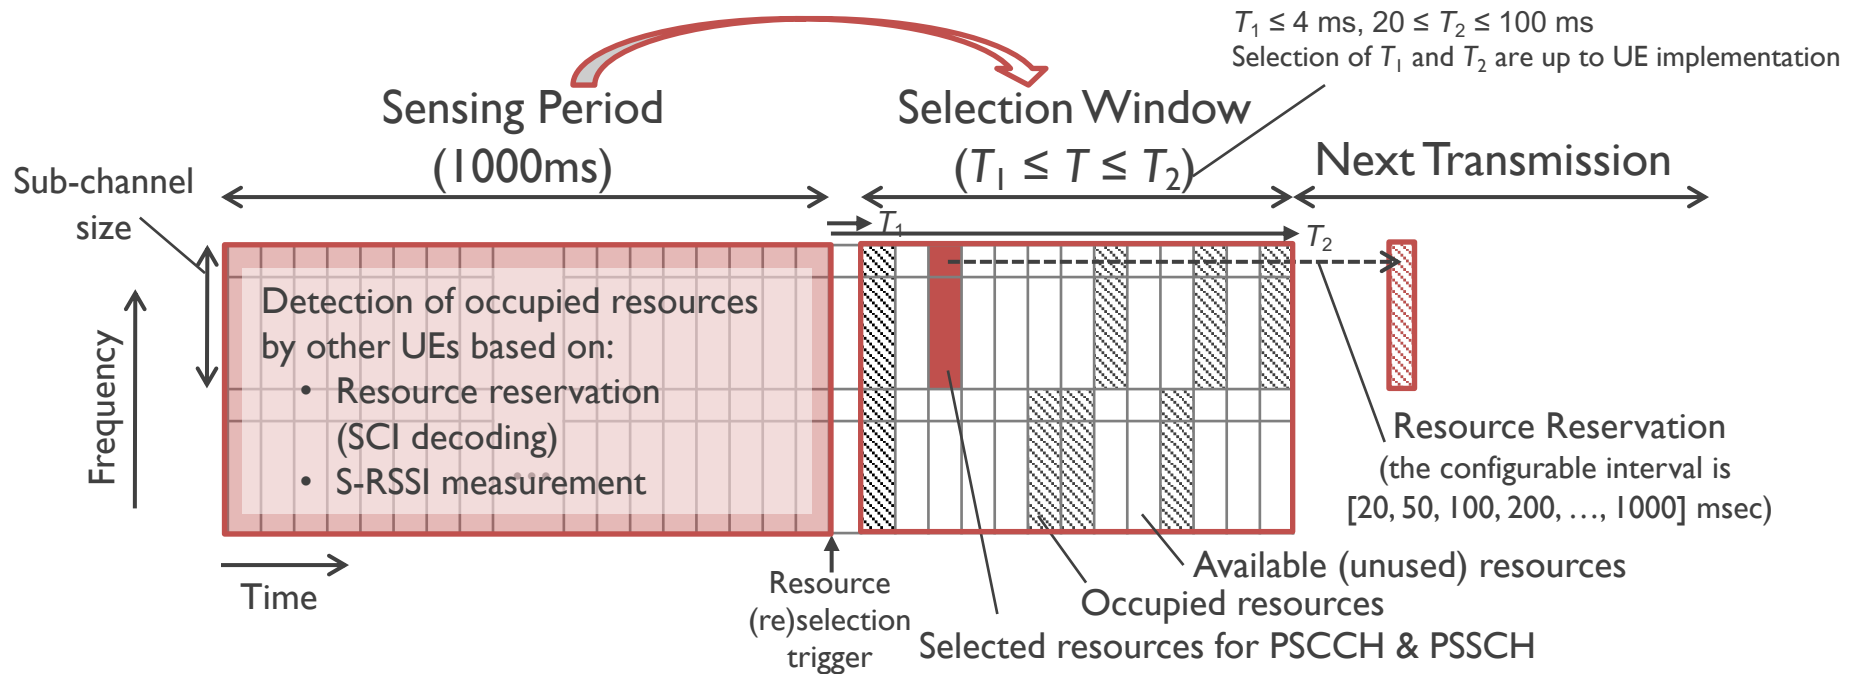 T1 ≤ 4 ms, 20 ≤ T2 ≤ 100 ms
Selection of T1 and T2 are up to UE implementation
Sensing Period
(1000ms)
Selection Window
(T1 ≤ T ≤ T2)
Next Transmission
Sub-channel
size
T1
T2
Frequency
Detection of occupied resources
by other UEs based on:
• Resource reservation
(SCI decoding)
• S-RSSI measurement
...
Resource Reservation
(the configurable interval is
[20, 50, 100, 200, ..., 1000] msec)
Time
Resource
(re)selection
trigger
Available (unused) resources
Occupied resources
Selected resources for PSCCH & PSSCH